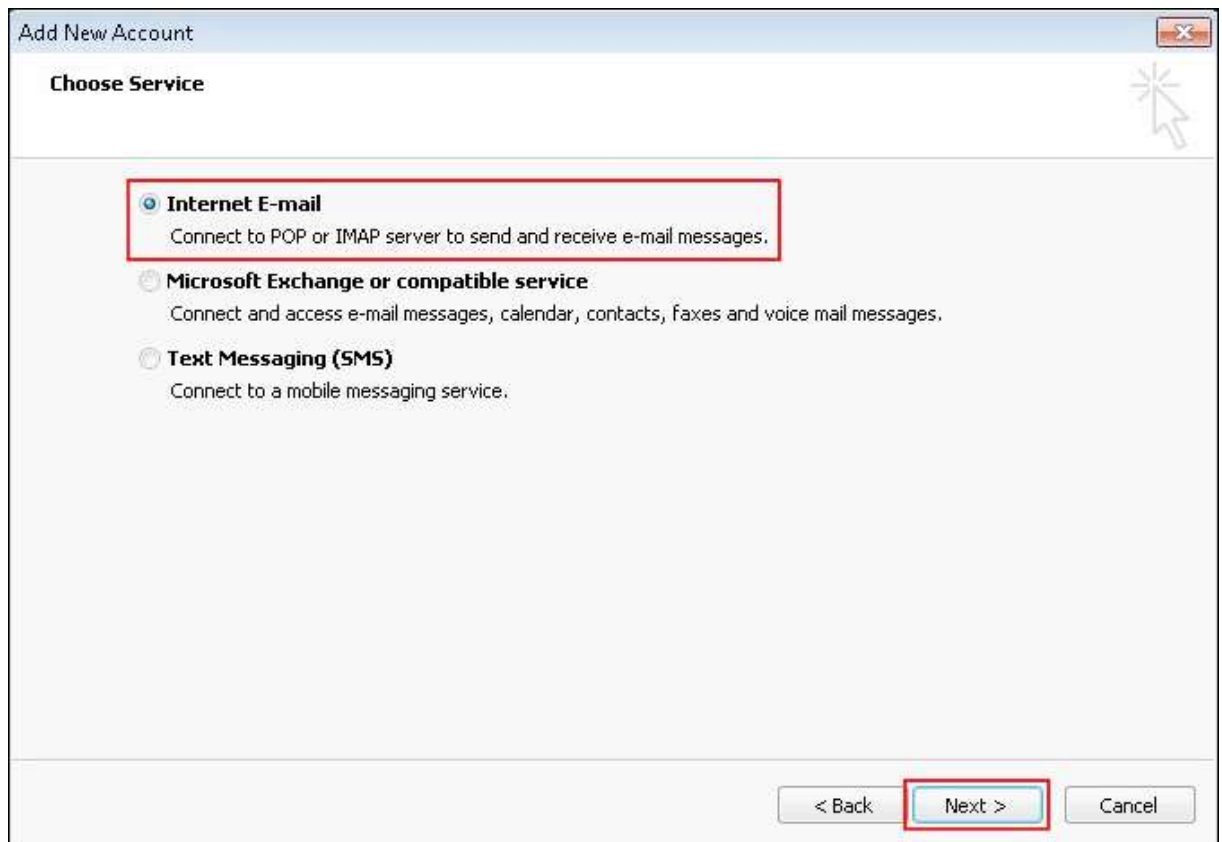 Add New Account
Choose Service
Internet E-mail
Connect to POP or IMAP server to send and receive e-mail messages.
Microsoft Exchange or compatible service
Connect and access e-mail messages, calendar, contacts, faxes and voice mail messages.
Text Messaging (SMS)
Connect to a mobile messaging service.
< Back Next > Cancel